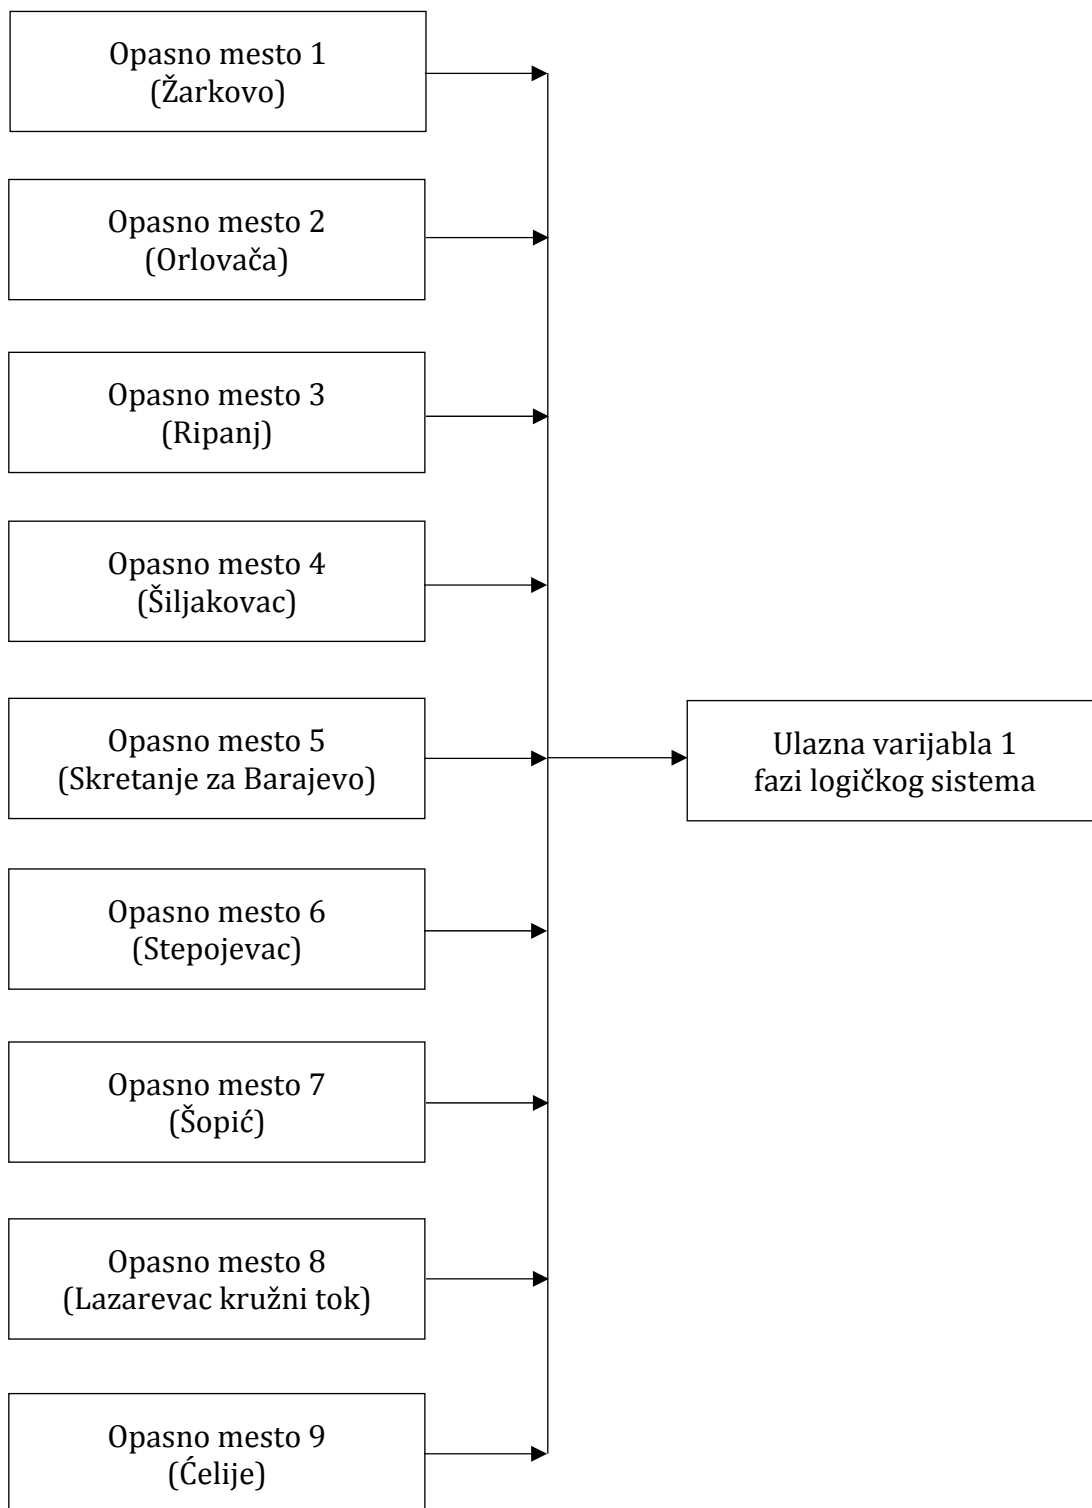 Opasno mesto 1
(Žarkovo)
Opasno mesto 2
(Orlovača)
Opasno mesto 3
(Ripanj)
Opasno mesto 4
(Šiljakovac)
Opasno mesto 5
(Skretanje za Barajevo)
Ulazna varijabla 1
fazi logičkog sistema
Opasno mesto 6
(Stepojevac)
Opasno mesto 7
(Šopić)
Opasno mesto 8
(Lazarevac kružni tok)
Opasno mesto 9
(Ćelije)